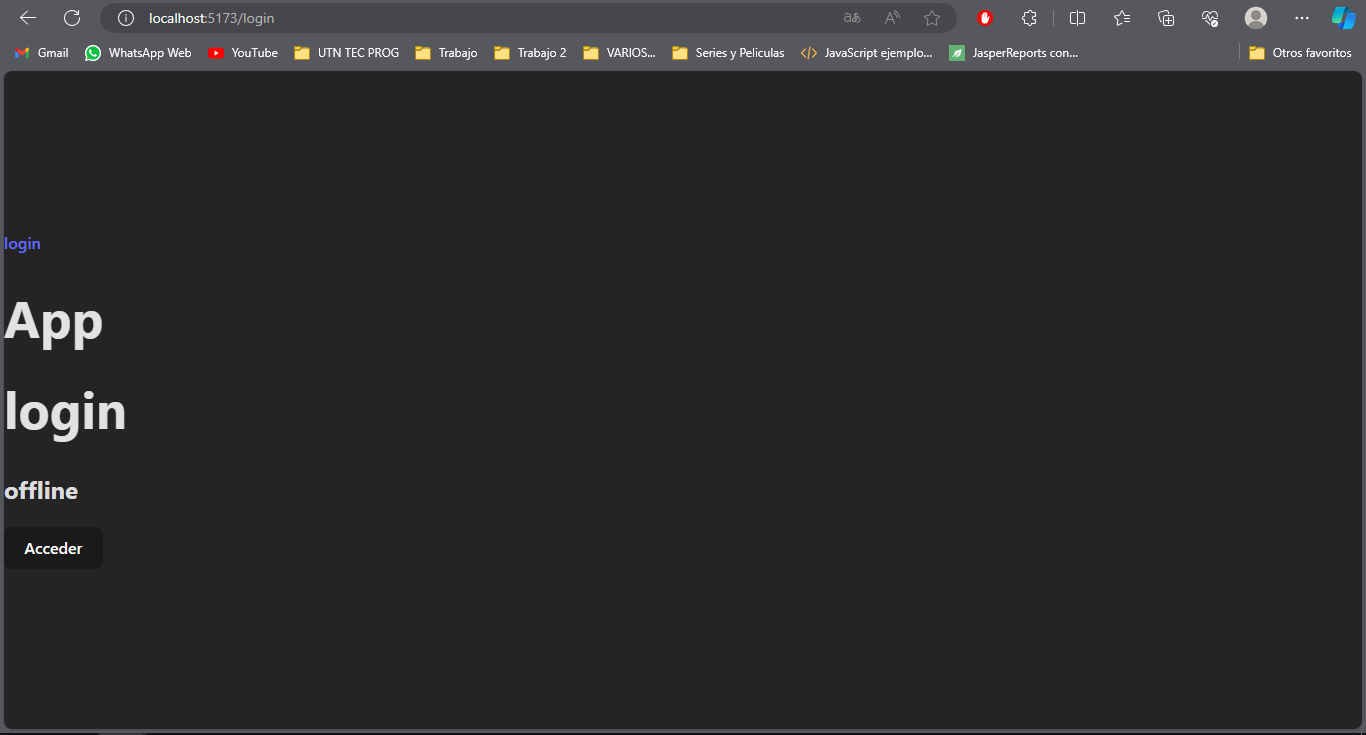 localhost:5173/login
Gmail WhatsApp Web YouTube UTN TEC PROG Trabajo Trabajo 2 VARIOS... Series y Peliculas JavaScript ejemplo... JasperReports con... Otros favoritos
login
App
login
offline
Acceder